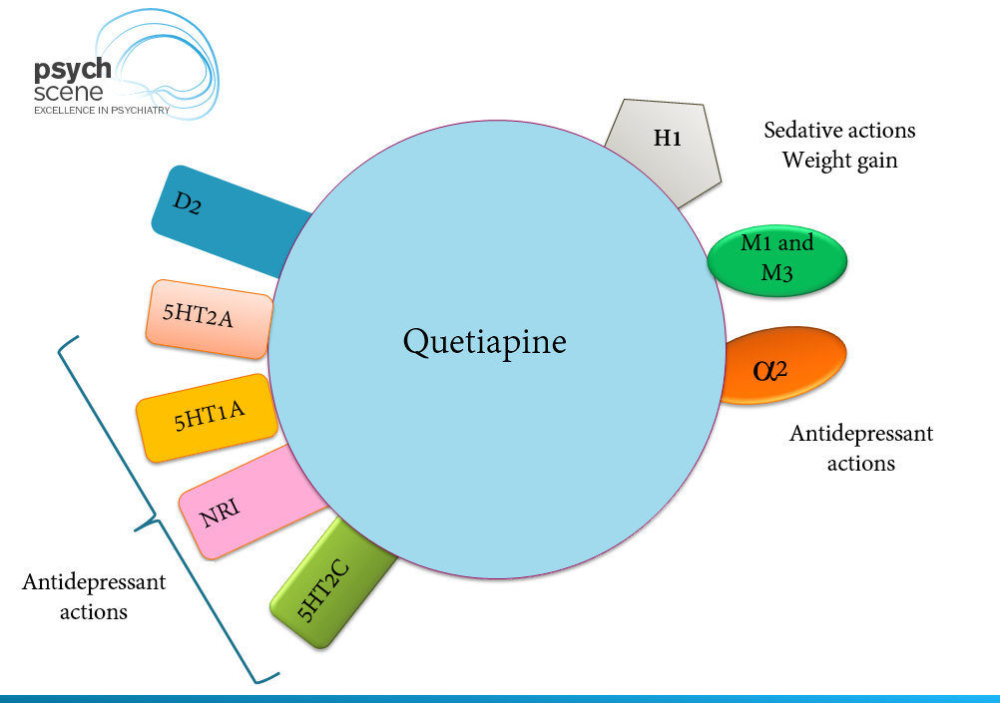 psych
scene
EXCELLENCE IN PSYCHIATRY
H1
Sedative actions
Weight gain
D2
M1 and
M3
5HT2A
Quetiapine
α2
5HT1A
Antidepressant
actions
NRI
5HT2C
Antidepressant
actions